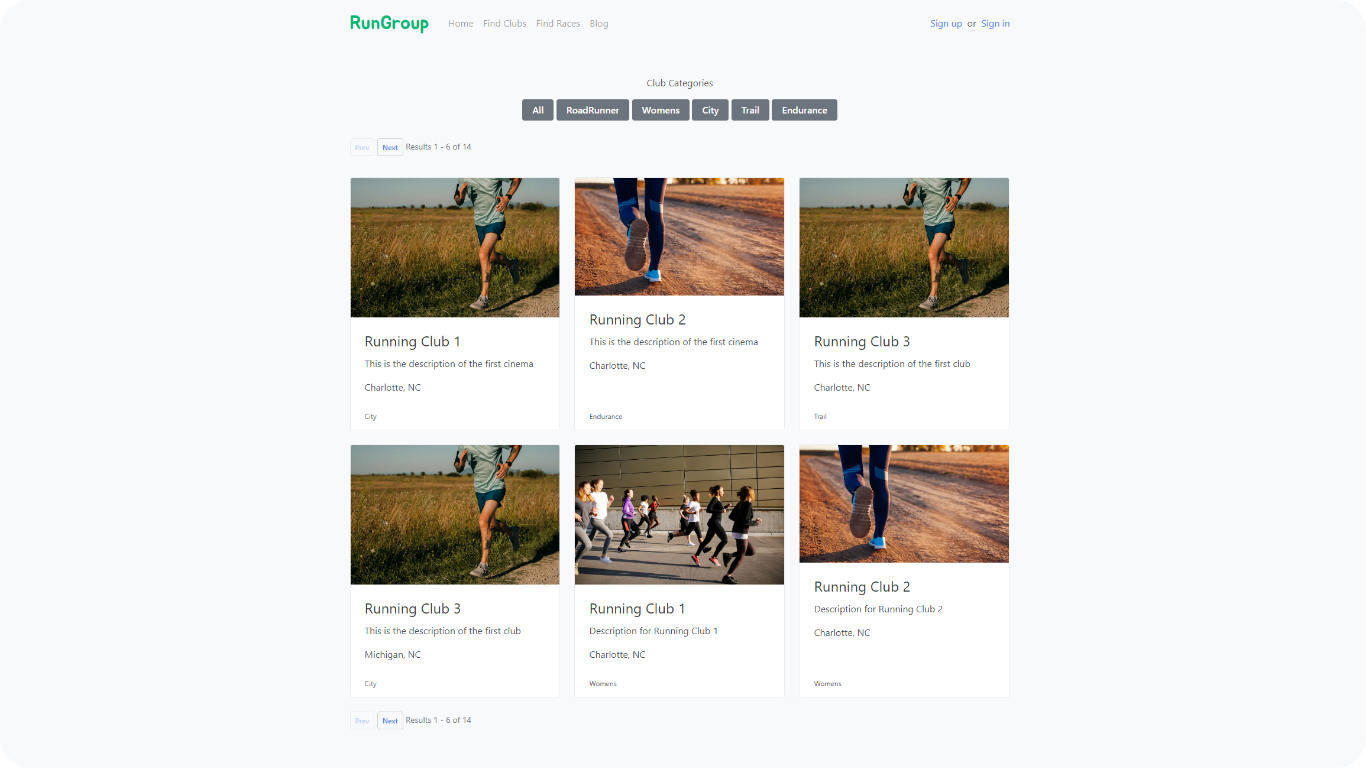 RunGroup Home Find Clubs Find Races Blog Sign up or Sign in
Club Categories
All RoadRunner Womens City Trail Endurance
Prev Next Results 1 - 6 of 14
Running Club 1
This is the description of the first cinema
Charlotte, NC
City
Running Club 2
This is the description of the first cinema
Charlotte, NC
Endurance
Running Club 3
This is the description of the first club
Charlotte, NC
Trail
Running Club 3
This is the description of the first club
Michigan, NC
City
Running Club 1
Description for Running Club 1
Charlotte, NC
Womens
Running Club 2
Description for Running Club 2
Charlotte, NC
Womens
Prev Next Results 1 - 6 of 14